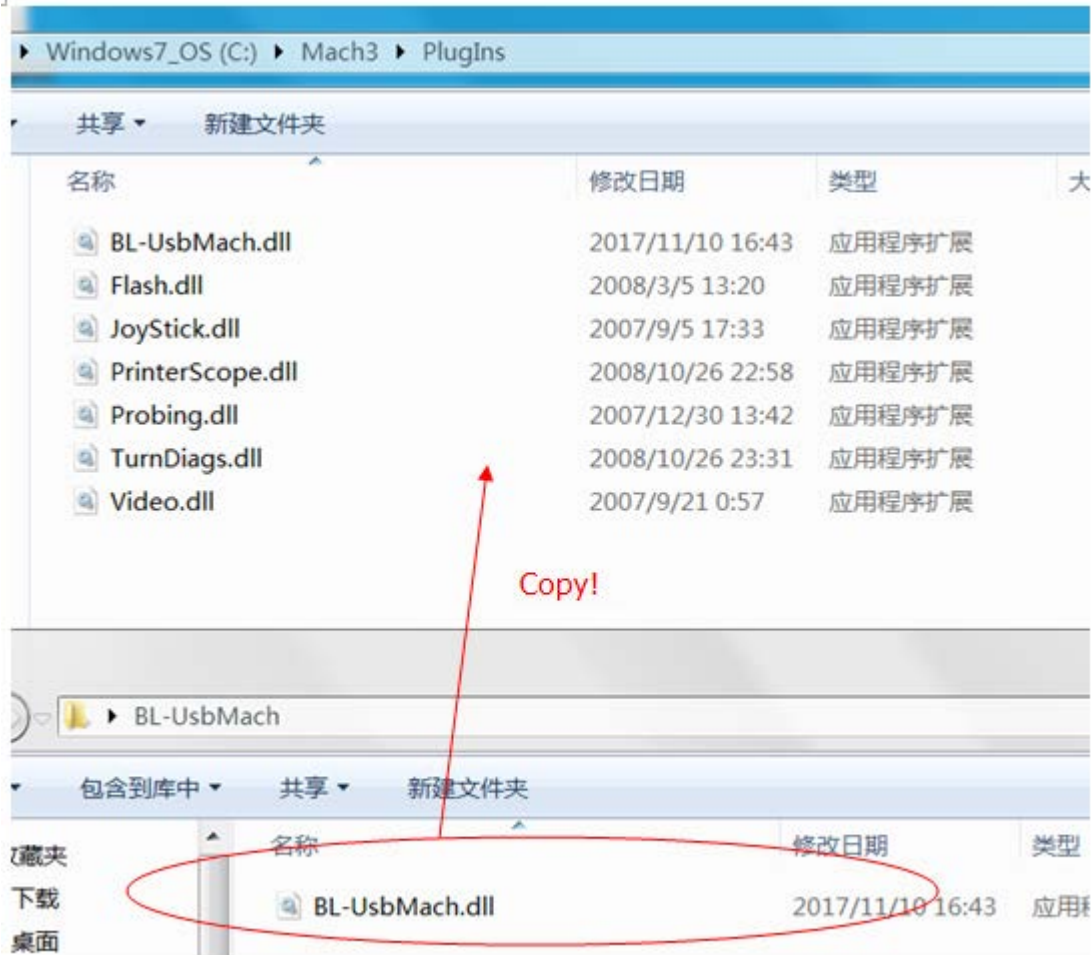 Windows7_OS (C:) ▸ Mach3 ▸ PlugIns
共享 新建文件夹
名称 修改日期 类型 大
BL-UsbMach.dll 2017/11/10 16:43 应用程序扩展
Flash.dll 2008/3/5 13:20 应用程序扩展
JoyStick.dll 2007/9/5 17:33 应用程序扩展
PrinterScope.dll 2008/10/26 22:58 应用程序扩展
Probing.dll 2007/12/30 13:42 应用程序扩展
TurnDiags.dll 2008/10/26 23:31 应用程序扩展
Video.dll 2007/9/21 0:57 应用程序扩展
Copy!
BL-UsbMach
包含到库中 共享 新建文件夹
藏夹 名称 修改日期 类型
下载 BL-UsbMach.dll 2017/11/10 16:43 应用
桌面